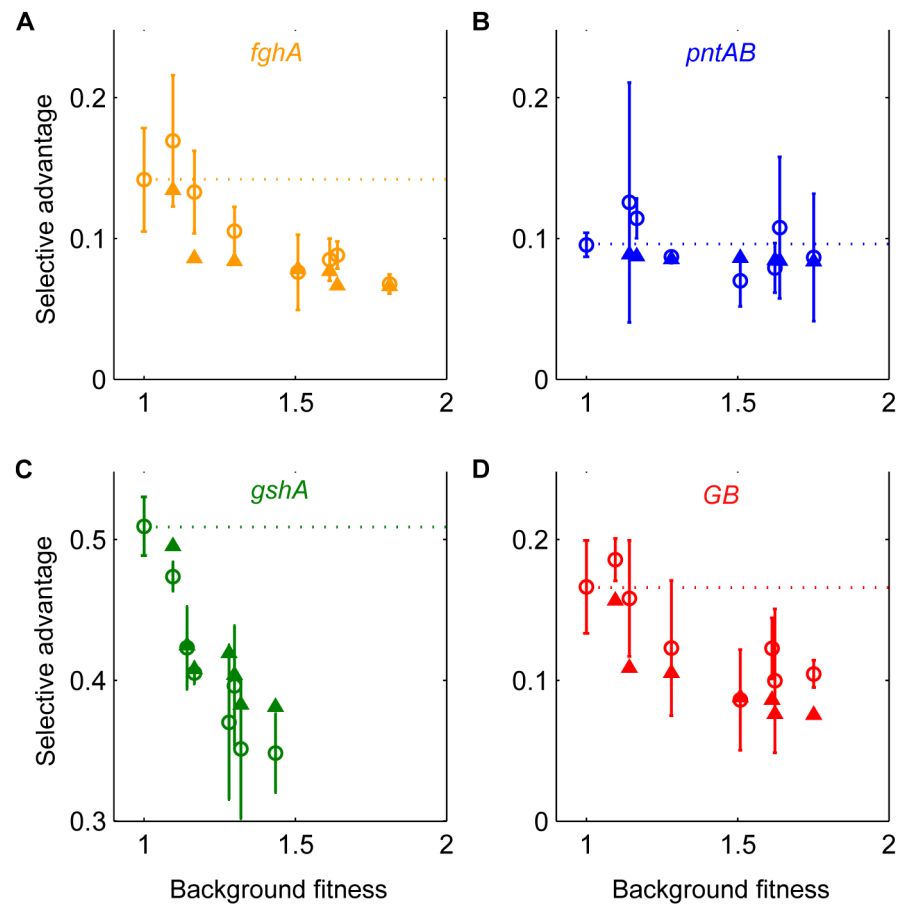 A
fghA
Selective advantage
0.2
0.1
0
1
1.5
2
B
pntAB
0.2
0.1
0
1
1.5
2
C
gshA
Selective advantage
0.5
0.4
0.3
1
1.5
2
Background fitness
D
GB
0.2
0.1
0
1
1.5
2
Background fitness